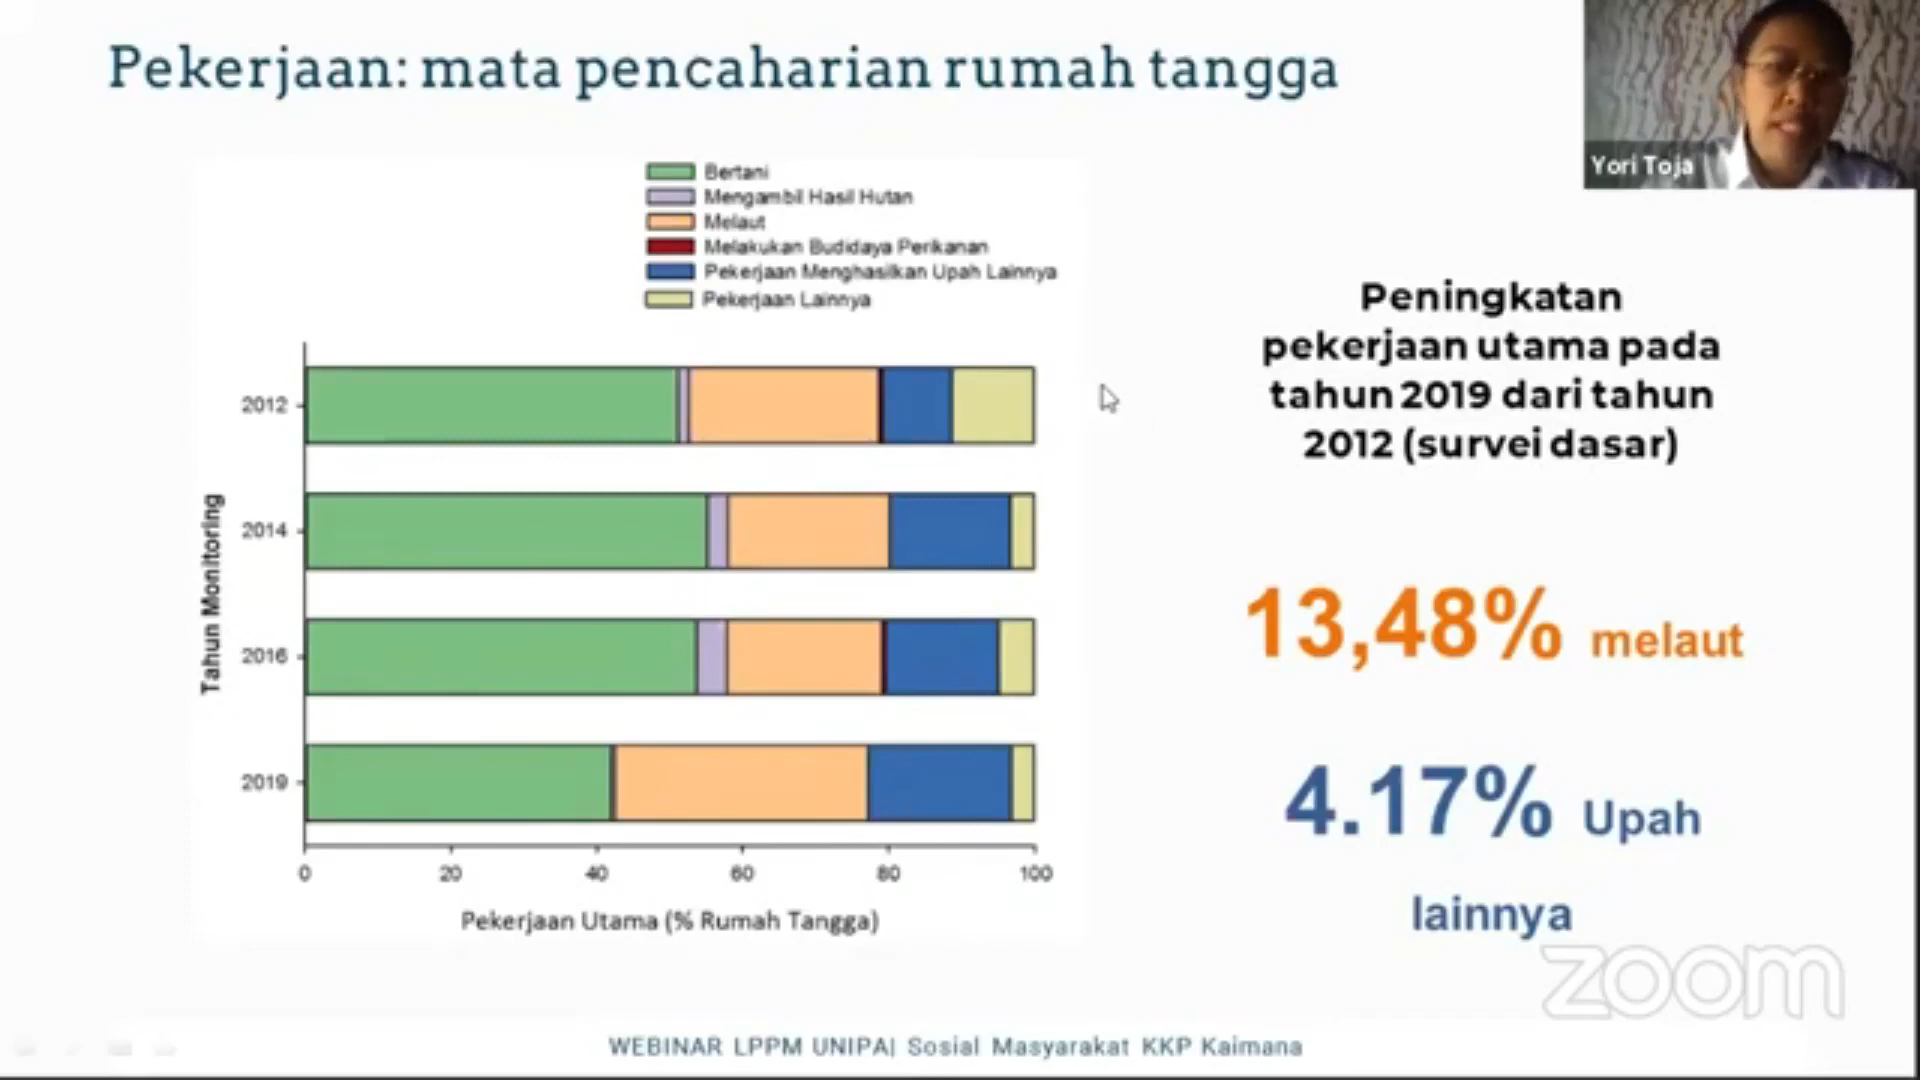 Pekerjaan: mata pencaharian rumah tangga
Yori Toja
Bertani
Mengambil Hasil Hutan
Melaut
Melakukan Budidaya Perikanan
Pekerjaan Menghasilkan Upah Lainnya
Pekerjaan Lainnya
Tahun Monitoring
2012
2014
2016
2019
0 20 40 60 80 100
Pekerjaan Utama (% Rumah Tangga)
Peningkatan
pekerjaan utama pada
tahun 2019 dari tahun
2012 (survei dasar)
13,48% melaut
4.17% Upah
lainnya
zoom
WEBINAR LPPM UNIPA| Sosial Masyarakat KKP Kaimana